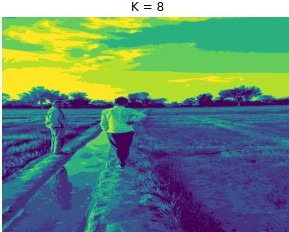 K = 8